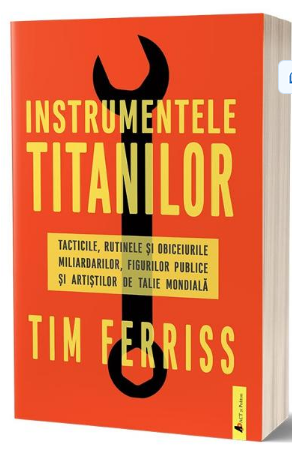 INSTRUMENTELE
TITANILOR
TACTICILE, RUTINELE ȘI OBICEIURILE
MILIARDARILOR, FIGURILOR PUBLICE
ȘI ARTIȘTILOR DE TALIE MONDIALĂ
TIM FERRISS